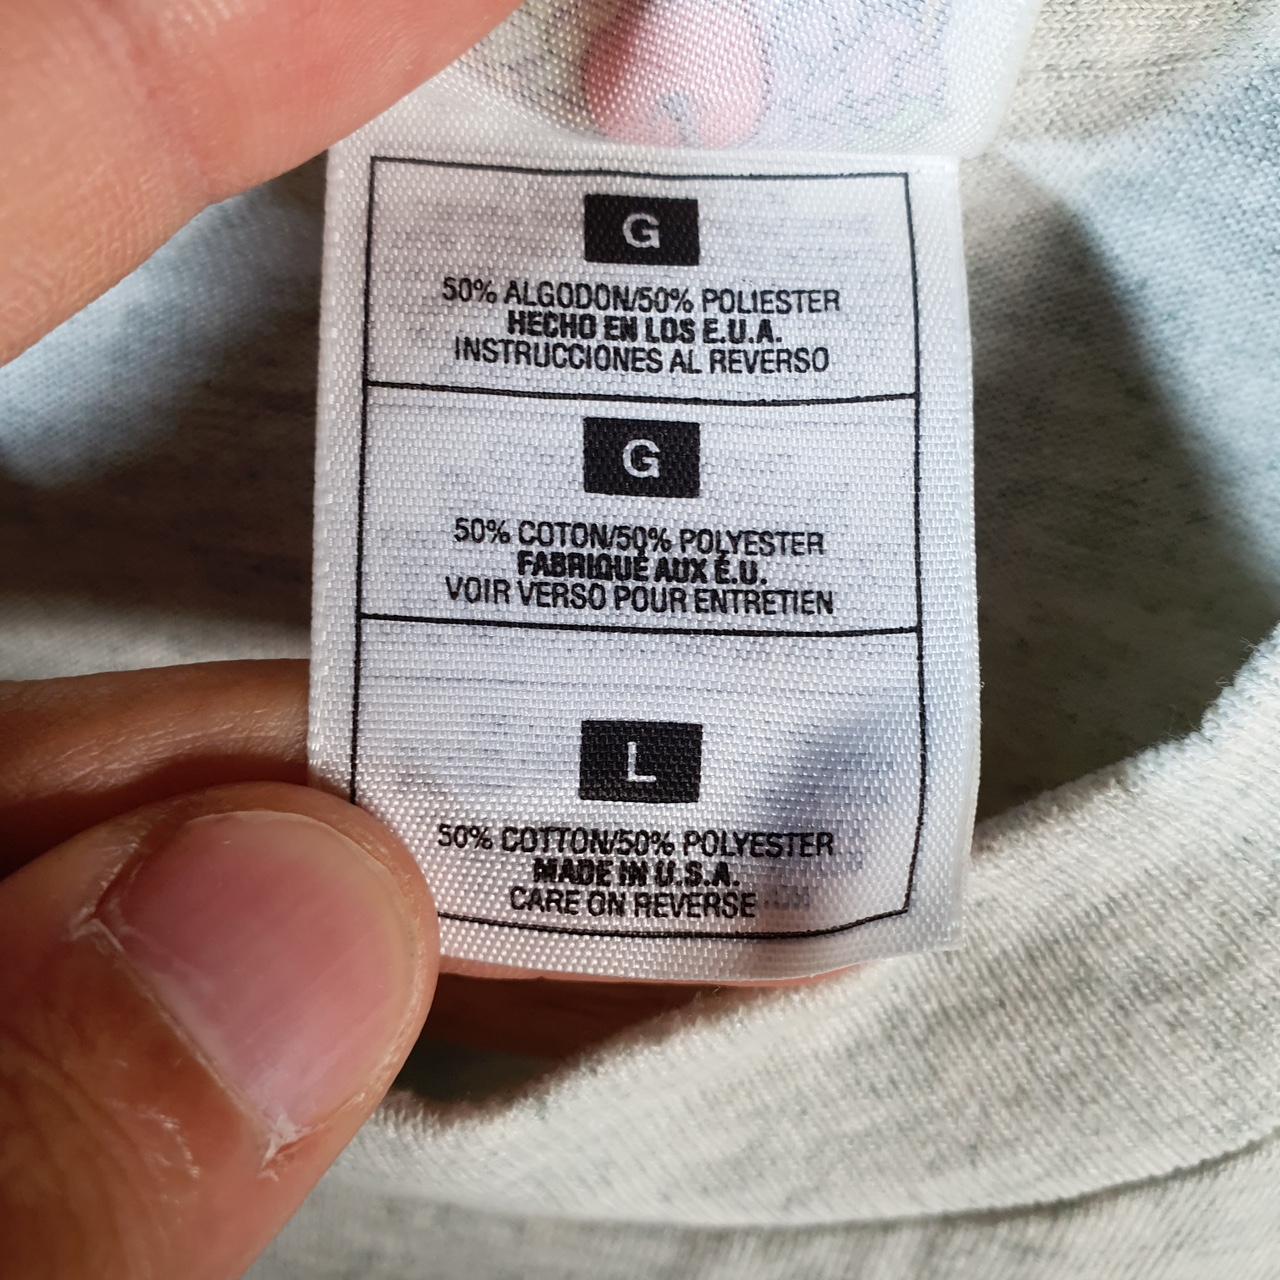 G
50% ALGODON/50% POLIESTER
HECHO EN LOS E.U.A.
INSTRUCCIONES AL REVERSO
G
50% COTON/50% POLYESTER
FABRIQUÉ AUX É.U.
VOIR VERSO POUR ENTRETIEN
L
50% COTTON/50% POLYESTER
MADE IN U.S.A.
CARE ON REVERSE